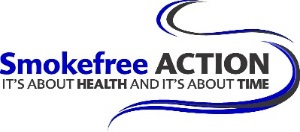 Smokefree ACTION
IT'S ABOUT HEALTH AND IT'S ABOUT TIME